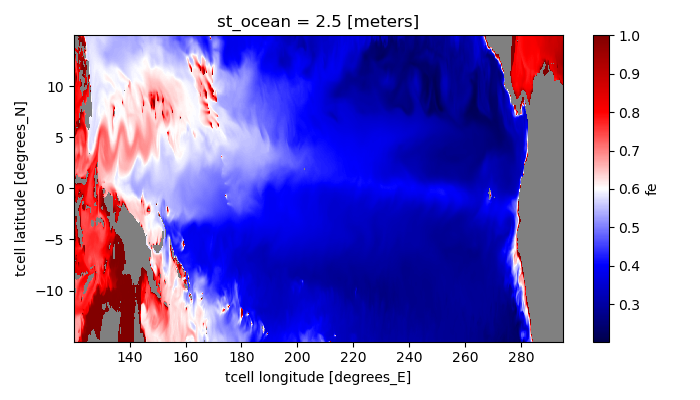 st_ocean = 2.5 [meters]
10
5
0
−5
−10
tcell latitude [degrees_N]
140 160 180 200 220 240 260 280
tcell longitude [degrees_E]
1.0
0.9
0.8
0.7
0.6
0.5
0.4
0.3
fe